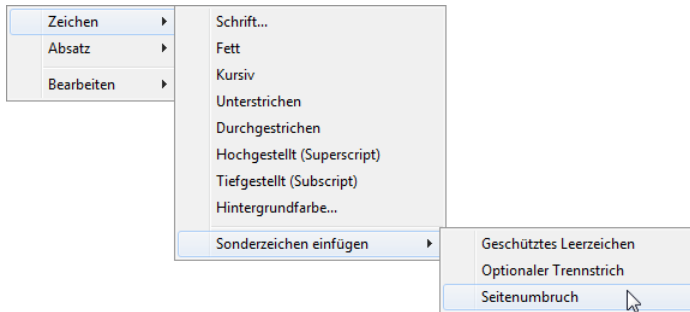 Zeichen
Absatz
Bearbeiten
Schrift...
Fett
Kursiv
Unterstrichen
Durchgestrichen
Hochgestellt (Superscript)
Tiefgestellt (Subscript)
Hintergrundfarbe...
Sonderzeichen einfügen
Geschütztes Leerzeichen
Optionaler Trennstrich
Seitenumbruch